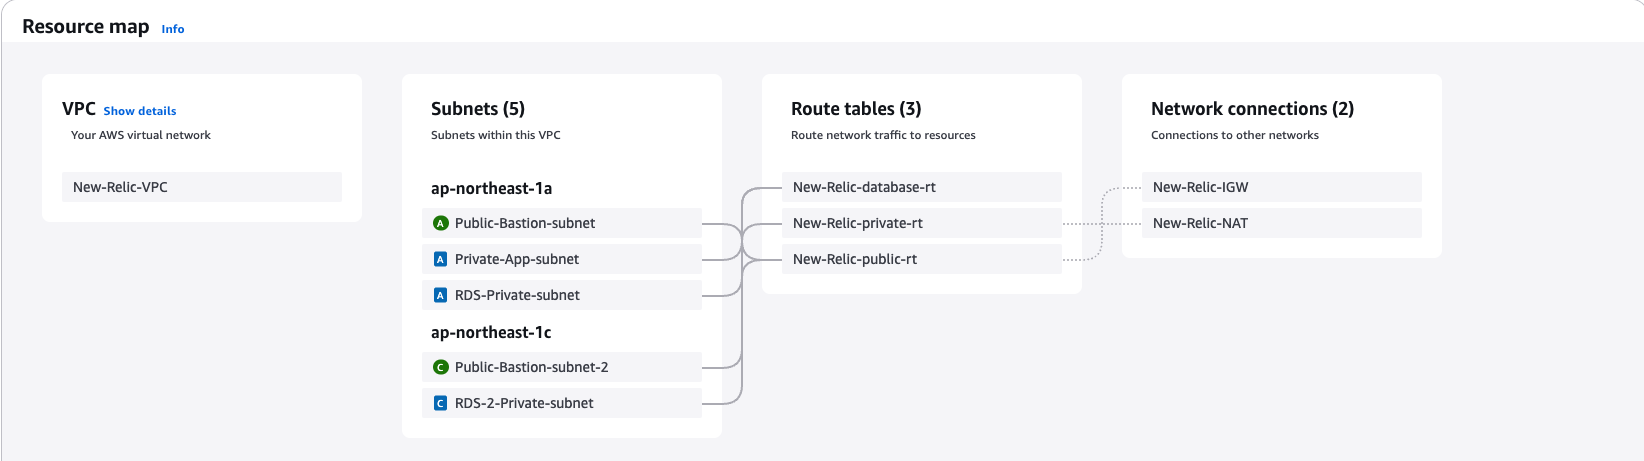 Resource map Info
VPC Show details
Your AWS virtual network
New-Relic-VPC
Subnets (5)
Subnets within this VPC
ap-northeast-1a
A Public-Bastion-subnet
A Private-App-subnet
A RDS-Private-subnet
ap-northeast-1c
C Public-Bastion-subnet-2
C RDS-2-Private-subnet
Route tables (3)
Route network traffic to resources
New-Relic-database-rt
New-Relic-private-rt
New-Relic-public-rt
Network connections (2)
Connections to other networks
New-Relic-IGW
New-Relic-NAT